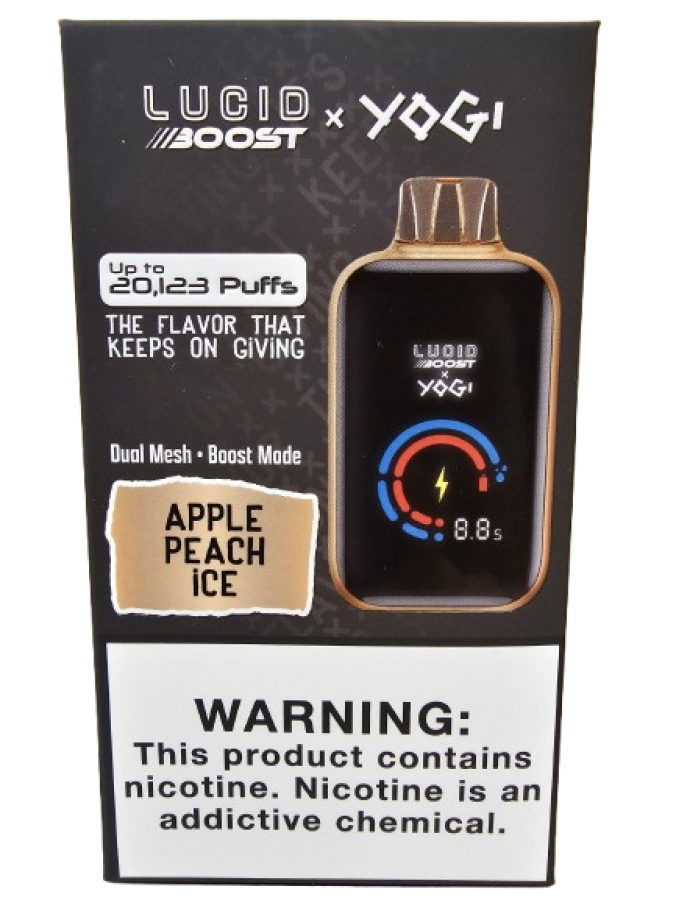 LUCID
BOOST x YOGI
Up to
20,123 Puffs
THE FLAVOR THAT
KEEPS ON GiViNG
Dual Mesh • Boost Mode
APPLE
PEACH
iCE
LUCID
BOOST
x
YOGI
8.8s
WARNING:
This product contains
nicotine. Nicotine is an
addictive chemical.